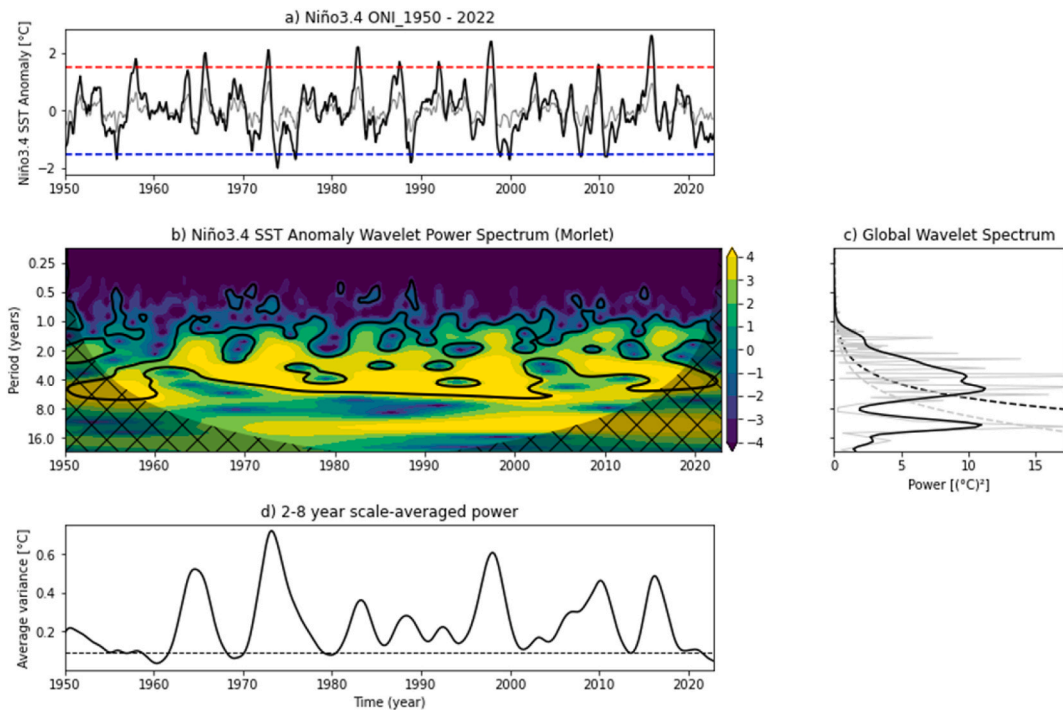 a) Niño3.4 ONI_1950 - 2022
Niño3.4 SST Anomaly [°C]
2
0
−2
1950 1960 1970 1980 1990 2000 2010 2020
b) Niño3.4 SST Anomaly Wavelet Power Spectrum (Morlet)
Period (years)
0.25
0.5
1.0
2.0
4.0
8.0
16.0
1950 1960 1970 1980 1990 2000 2010 2020
4
3
2
1
0
−1
−2
−3
−4
c) Global Wavelet Spectrum
0 5 10 15
Power [(°C)²]
d) 2-8 year scale-averaged power
Average variance [°C]
0.6
0.4
0.2
1950 1960 1970 1980 1990 2000 2010 2020
Time (year)